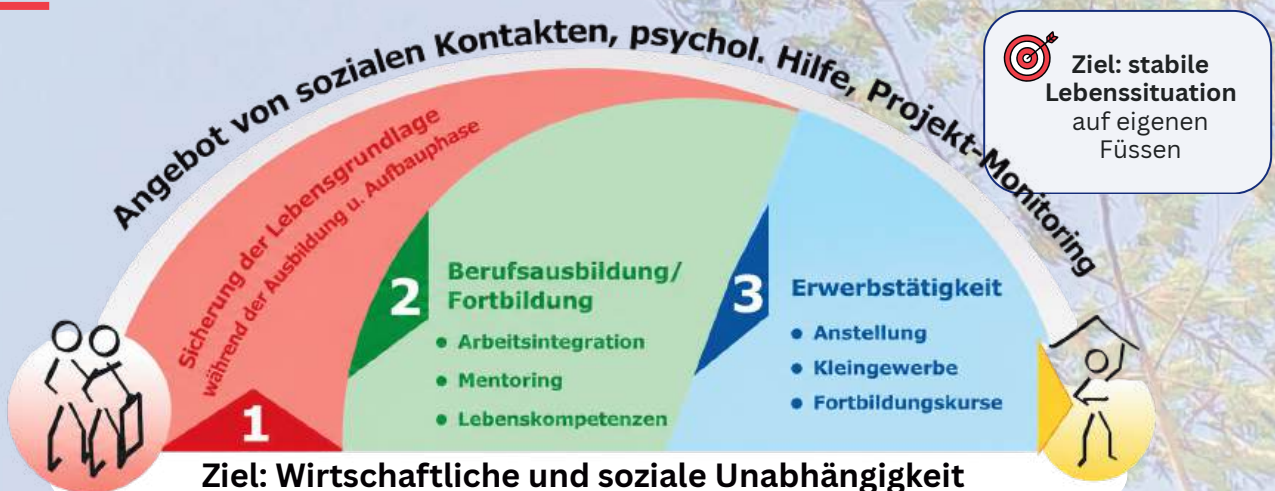 Angebot von sozialen Kontakten, psychol. Hilfe, Projekt-Monitoring
Ziel: stabile
Lebenssituation
auf eigenen
Füssen
Sicherung der Lebensgrundlage
während der Ausbildung u. Aufbauphase
1
2
Berufsausbildung/
Fortbildung
• Arbeitsintegration
• Mentoring
• Lebenskompetenzen
3
Erwerbstätigkeit
• Anstellung
• Kleingewerbe
• Fortbildungskurse
Ziel: Wirtschaftliche und soziale Unabhängigkeit